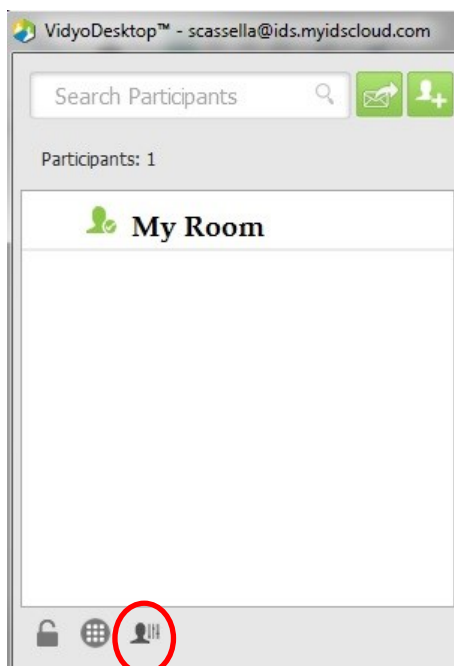 VidyoDesktop™ - scassella@ids.myidscloud.com
Search Participants
Participants: 1
My Room